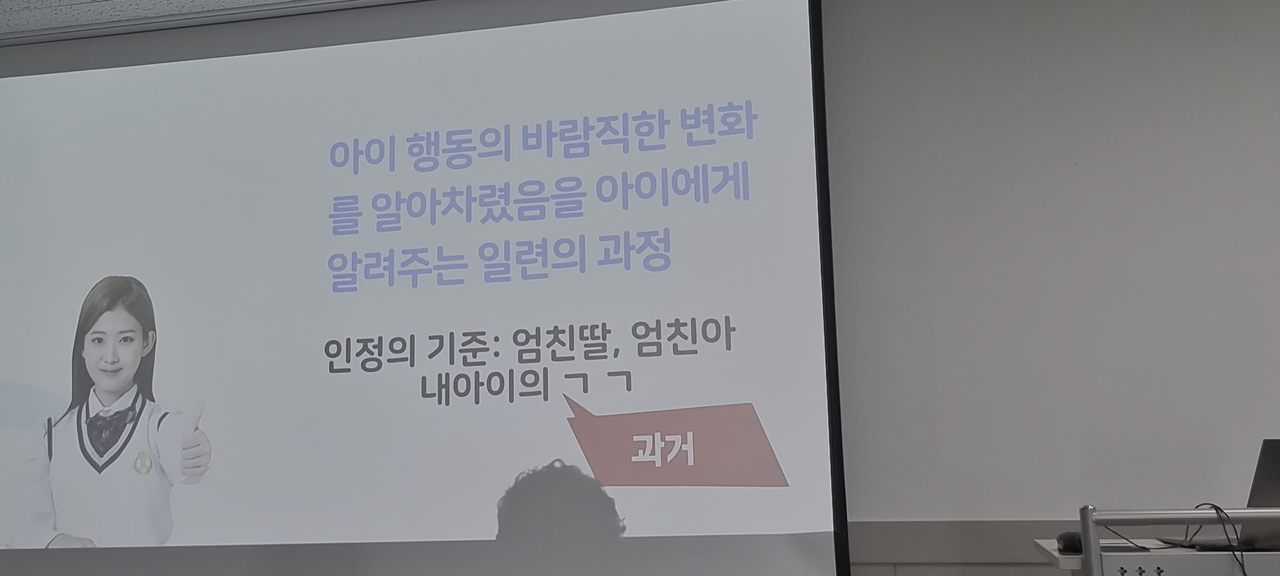 아이 행동의 바람직한 변화
를 알아차렸음을 아이에게
알려주는 일련의 과정
인정의 기준: 엄친딸, 엄친아
내아이의 ㄱ ㄱ
과거